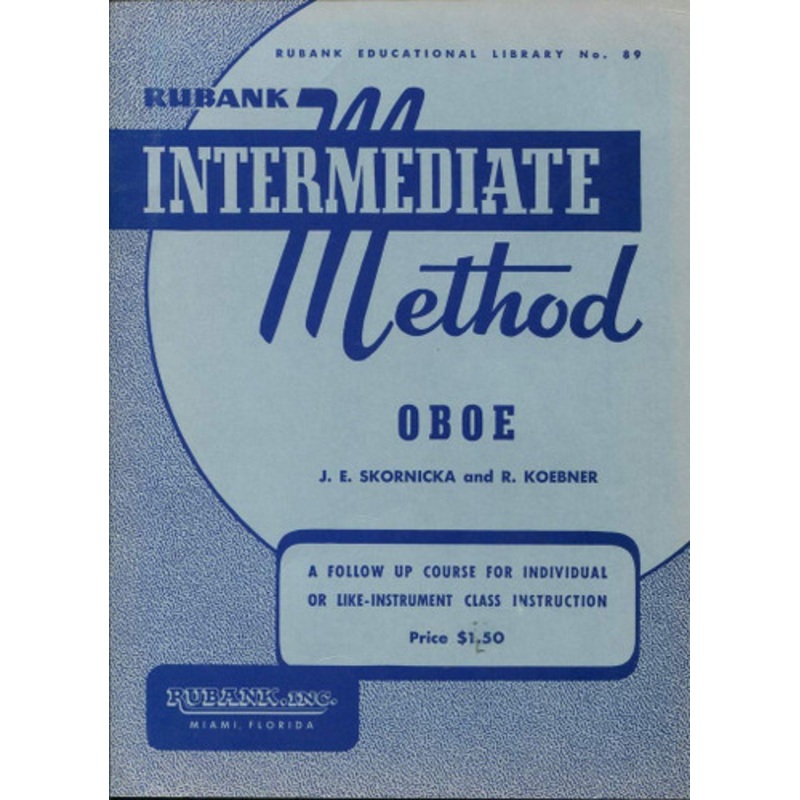 RUBANK EDUCATIONAL LIBRARY No. 89
RUBANK
INTERMEDIATE
Method
OBOE
J. E. SKORNICKA and R. KOEBNER
A FOLLOW UP COURSE FOR INDIVIDUAL
OR LIKE-INSTRUMENT CLASS INSTRUCTION
Price $1.50
RUBANK, INC.
MIAMI, FLORIDA